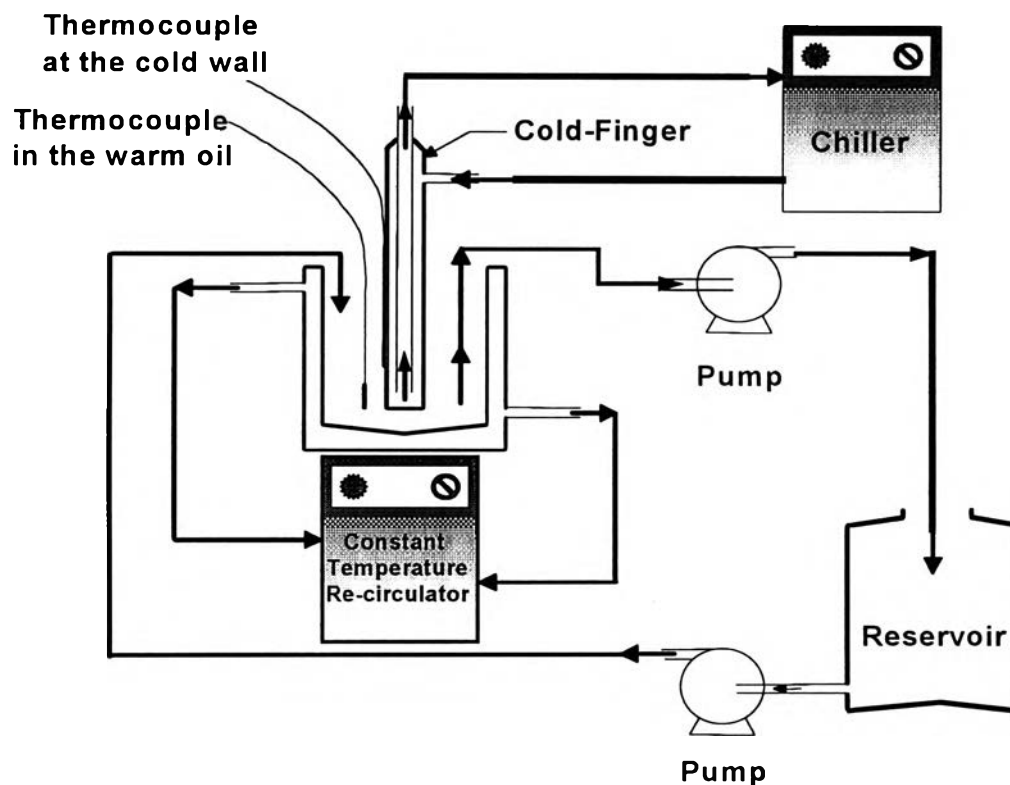 Thermocouple
at the cold wall
Thermocouple
in the warm oil
Cold-Finger
Chiller
Pump
Constant
Temperature
Re-circulator
Reservoir
Pump